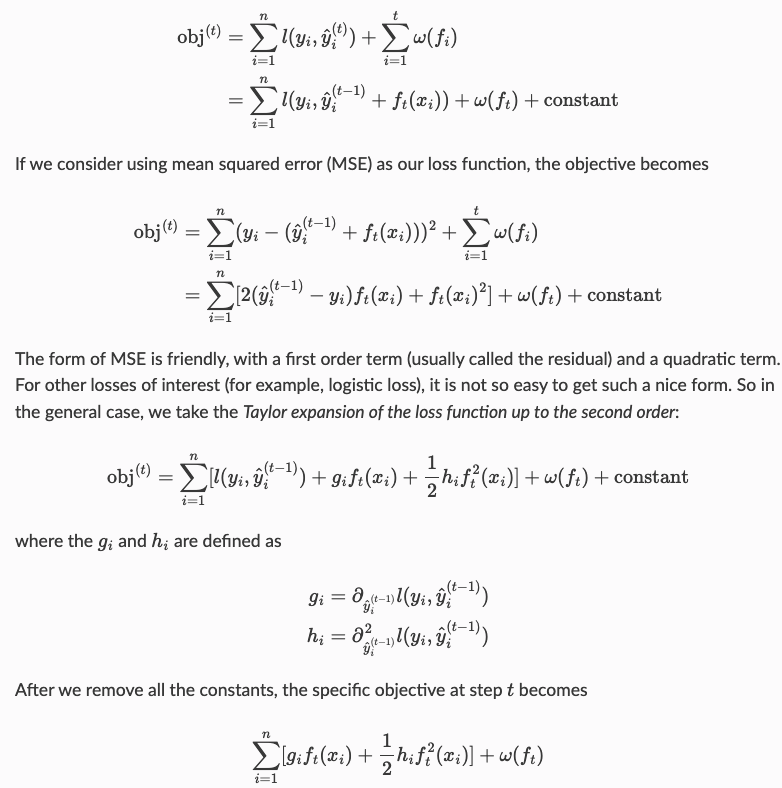 obj^{(t)} = \sum_{i=1}^{n} l(y_i, \hat{y}_i^{(t)}) + \sum_{i=1}^{t} \omega(f_i)
= \sum_{i=1}^{n} l(y_i, \hat{y}_i^{(t-1)} + f_t(x_i)) + \omega(f_t) + constant
If we consider using mean squared error (MSE) as our loss function, the objective becomes
obj^{(t)} = \sum_{i=1}^{n} (y_i - (\hat{y}_i^{(t-1)} + f_t(x_i)))^2 + \sum_{i=1}^{t} \omega(f_i)
= \sum_{i=1}^{n} [2(\hat{y}_i^{(t-1)} - y_i) f_t(x_i) + f_t(x_i)^2] + \omega(f_t) + constant
The form of MSE is friendly, with a first order term (usually called the residual) and a quadratic term.
For other losses of interest (for example, logistic loss), it is not so easy to get such a nice form. So in
the general case, we take the Taylor expansion of the loss function up to the second order:
obj^{(t)} = \sum_{i=1}^{n} [l(y_i, \hat{y}_i^{(t-1)}) + g_i f_t(x_i) + \frac{1}{2} h_i f_t^2(x_i)] + \omega(f_t) + constant
where the g_i and h_i are defined as
g_i = \partial_{\hat{y}_i^{(t-1)}} l(y_i, \hat{y}_i^{(t-1)})
h_i = \partial^2_{\hat{y}_i^{(t-1)}} l(y_i, \hat{y}_i^{(t-1)})
After we remove all the constants, the specific objective at step t becomes
\sum_{i=1}^{n} [g_i f_t(x_i) + \frac{1}{2} h_i f_t^2(x_i)] + \omega(f_t)